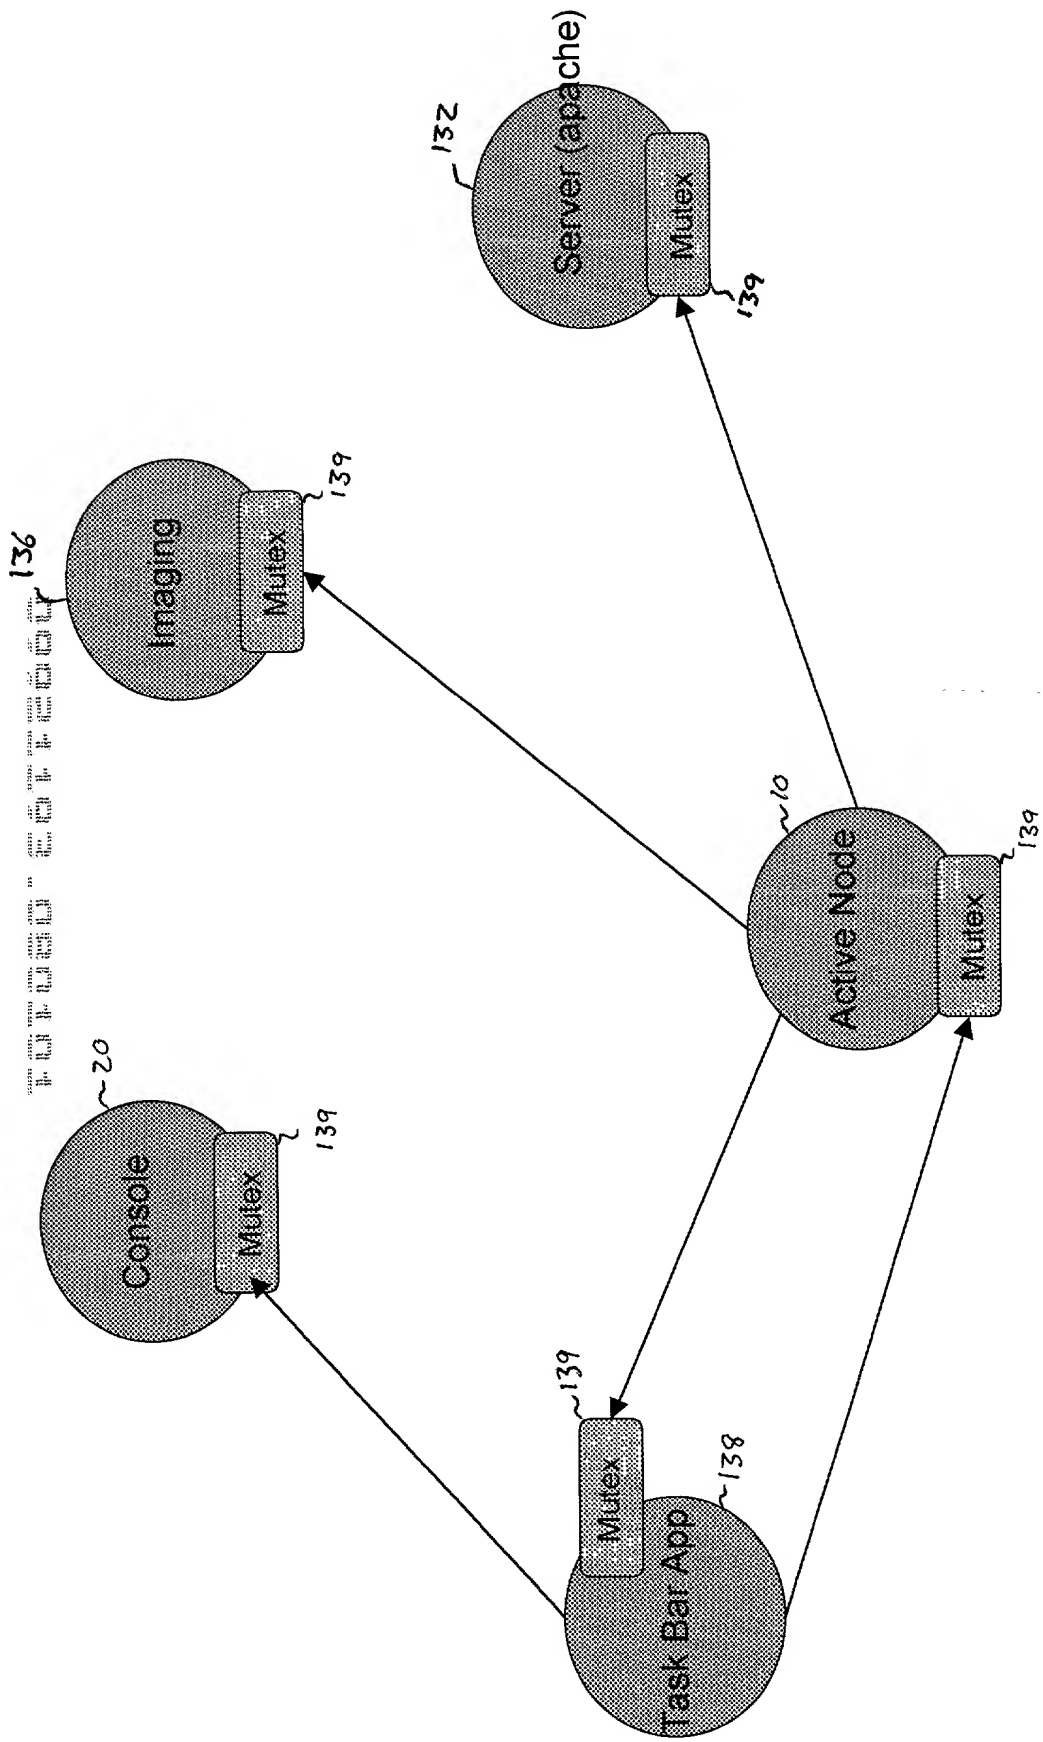 Console
20
Mutex
139
Imaging
136
Mutex
139
Server (apache)
132
Mutex
139
Task Bar App
138
Mutex
139
Active Node
10
Mutex
139